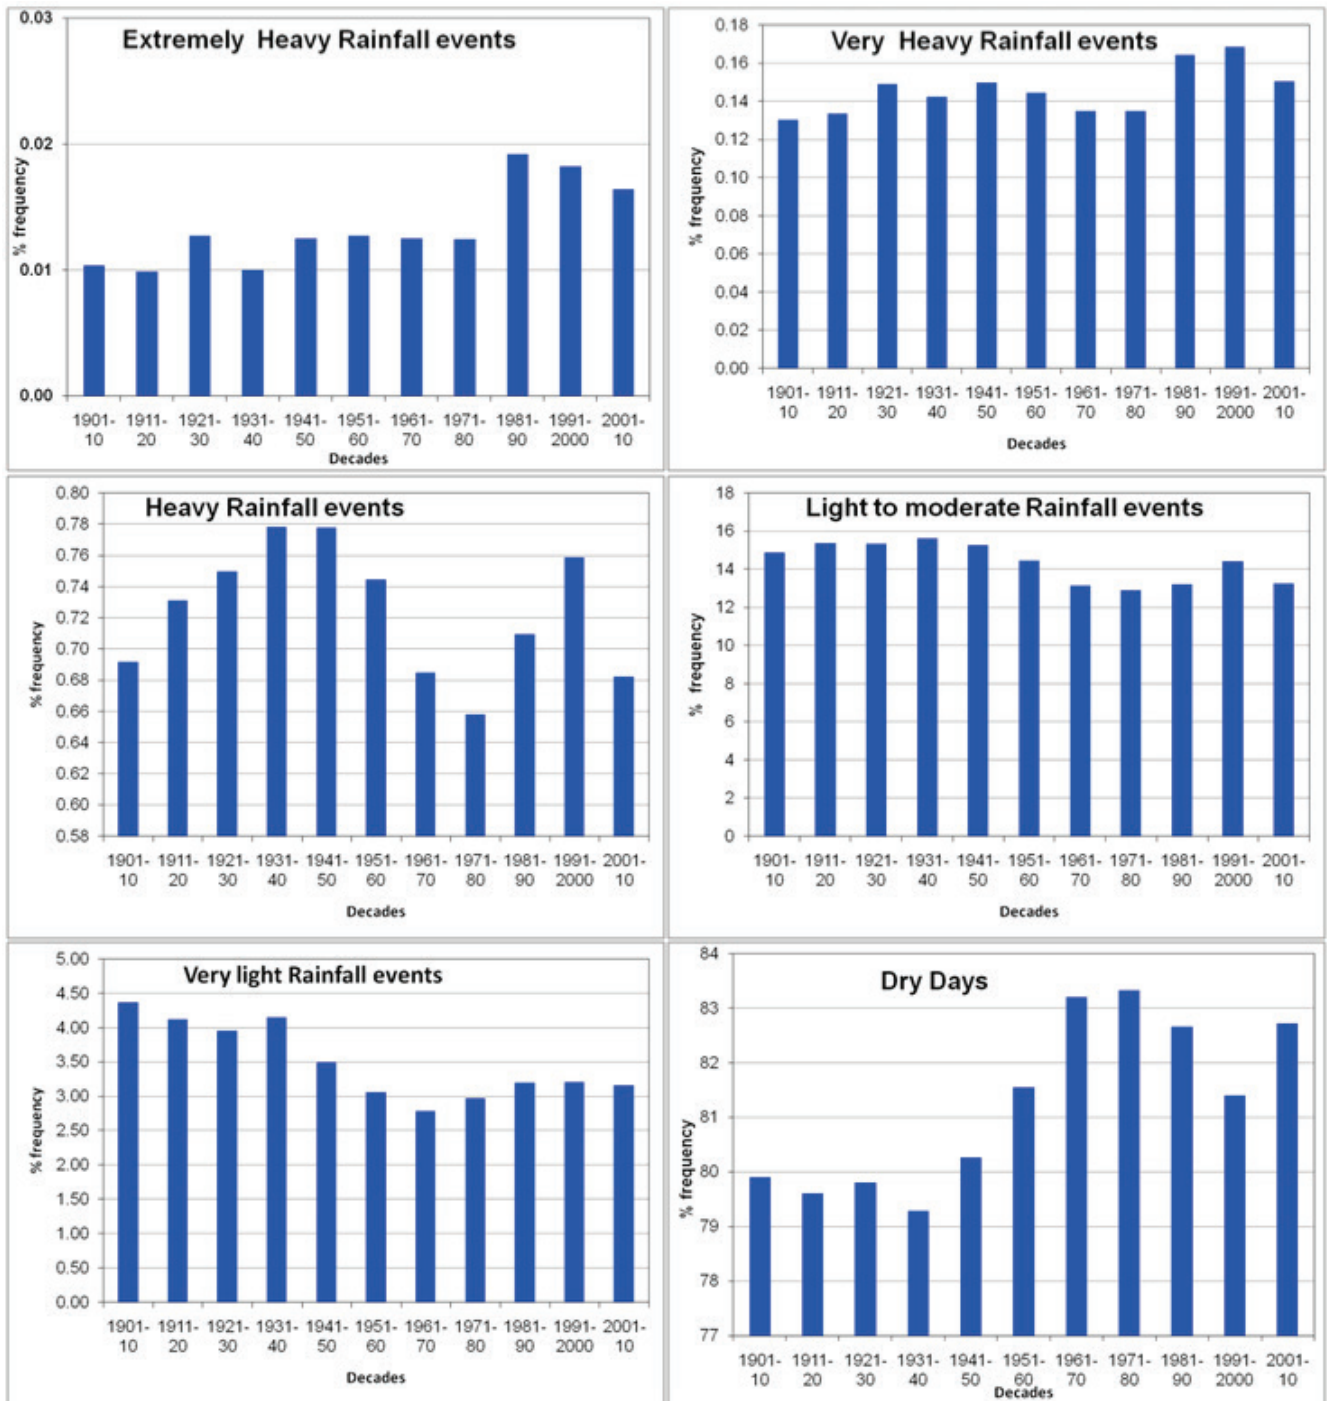 Extremely Heavy Rainfall events
% frequency
0.03
0.02
0.01
0.00
1901- 1911- 1921- 1931- 1941- 1951- 1961- 1971- 1981- 1991- 2001-
10 20 30 40 50 60 70 80 90 2000 10
Decades
Very Heavy Rainfall events
% frequency
0.18
0.16
0.14
0.12
0.10
0.08
0.06
0.04
0.02
0.00
1901- 1911- 1921- 1931- 1941- 1951- 1961- 1971- 1981- 1991- 2001-
10 20 30 40 50 60 70 80 90 2000 10
Decades
Heavy Rainfall events
% frequency
0.80
0.78
0.76
0.74
0.72
0.70
0.68
0.66
0.64
0.62
0.60
0.58
1901- 1911- 1921- 1931- 1941- 1951- 1961- 1971- 1981- 1991- 2001-
10 20 30 40 50 60 70 80 90 2000 10
Decades
Light to moderate Rainfall events
% frequency
18
16
14
12
10
8
6
4
2
0
1901- 1911- 1921- 1931- 1941- 1951- 1961- 1971- 1981- 1991- 2001-
10 20 30 40 50 60 70 80 90 2000 10
Decades
Very light Rainfall events
% frequency
5.00
4.50
4.00
3.50
3.00
2.50
2.00
1.50
1.00
0.50
0.00
1901- 1911- 1921- 1931- 1941- 1951- 1961- 1971- 1981- 1991- 2001-
10 20 30 40 50 60 70 80 90 2000 10
Decades
Dry Days
% frequency
84
83
82
81
80
79
78
77
1901- 1911- 1921- 1931- 1941- 1951- 1961- 1971- 1981- 1991- 2001-
10 20 30 40 50 60 70 80 90 2000 10
Decades